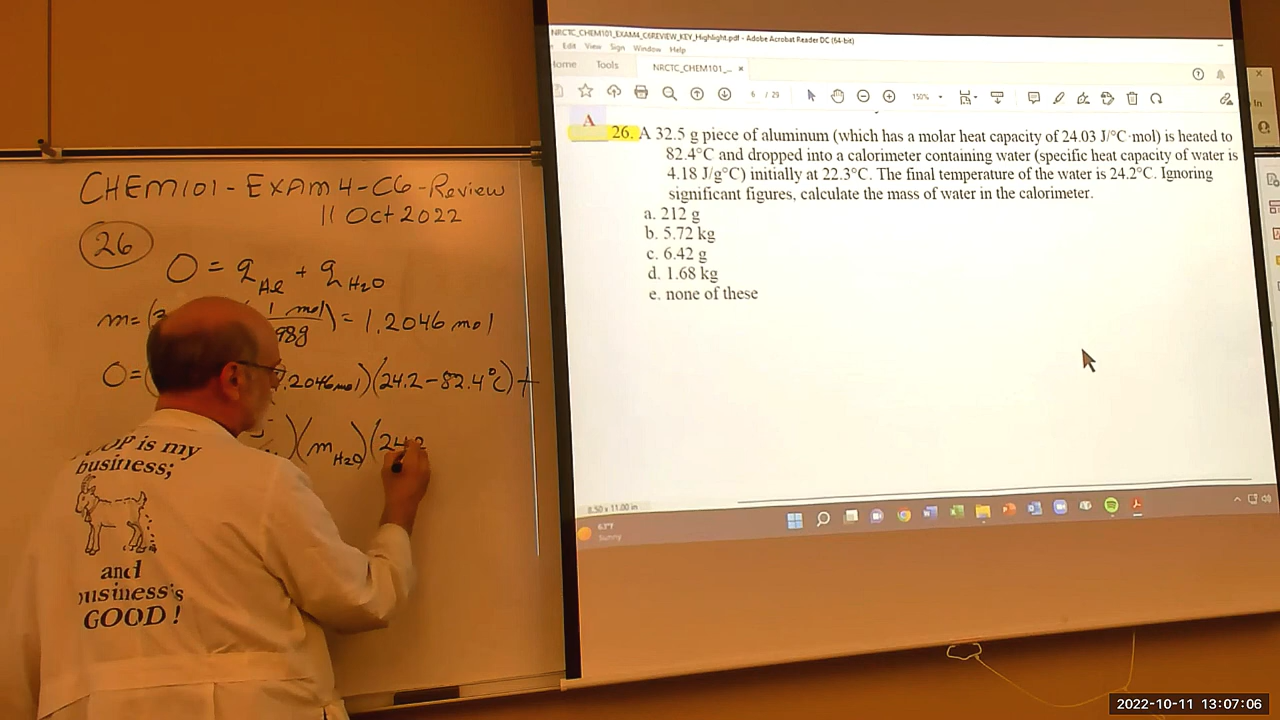 CHEM101 - EXAM 4 - C6 - Review
11 Oct 2022
26
0 = q Al + q H2O
m = ( 1 mol
98g ) = 1.2046 mol
0 = ( .2046 mol)(24.2 - 82.4°C) +
)(m H2O)(24.2
is my
business;
and
business is
GOOD!
NRCTC_CHEM101_EXAM4_C6REVIEW_KEY_Highlight.pdf - Adobe Acrobat Reader DC (64-bit)
Edit View Sign Window Help
Home Tools NRCTC_CHEM101_... ×
6 / 29 150%
A
26. A 32.5 g piece of aluminum (which has a molar heat capacity of 24.03 J/°C·mol) is heated to
82.4°C and dropped into a calorimeter containing water (specific heat capacity of water is
4.18 J/g°C) initially at 22.3°C. The final temperature of the water is 24.2°C. Ignoring
significant figures, calculate the mass of water in the calorimeter.
a. 212 g
b. 5.72 kg
c. 6.42 g
d. 1.68 kg
e. none of these
8.50 x 11.00 in
63°F
Sunny
In
2022-10-11 13:07:06